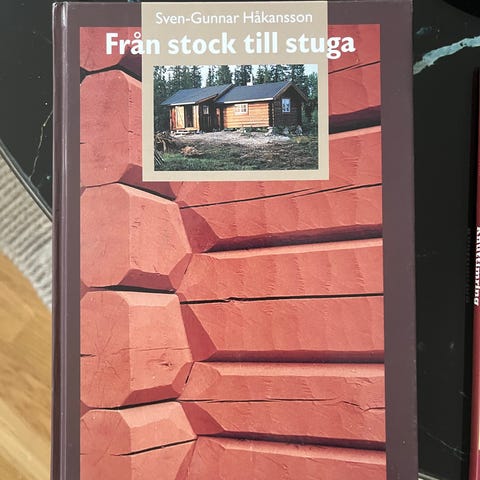 Sven-Gunnar Håkansson
Från stock till stuga